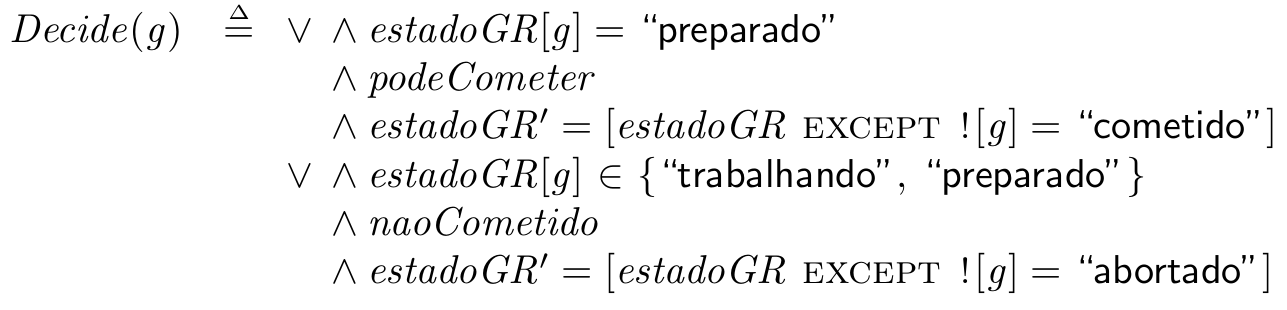 Decide(g) ≜ ∨ ∧ estadoGR[g] = “preparado”
∧ podeCometer
∧ estadoGR′ = [estadoGR EXCEPT ![g] = “cometido”]
∨ ∧ estadoGR[g] ∈ {“trabalhando”, “preparado”}
∧ naoCometido
∧ estadoGR′ = [estadoGR EXCEPT ![g] = “abortado”]